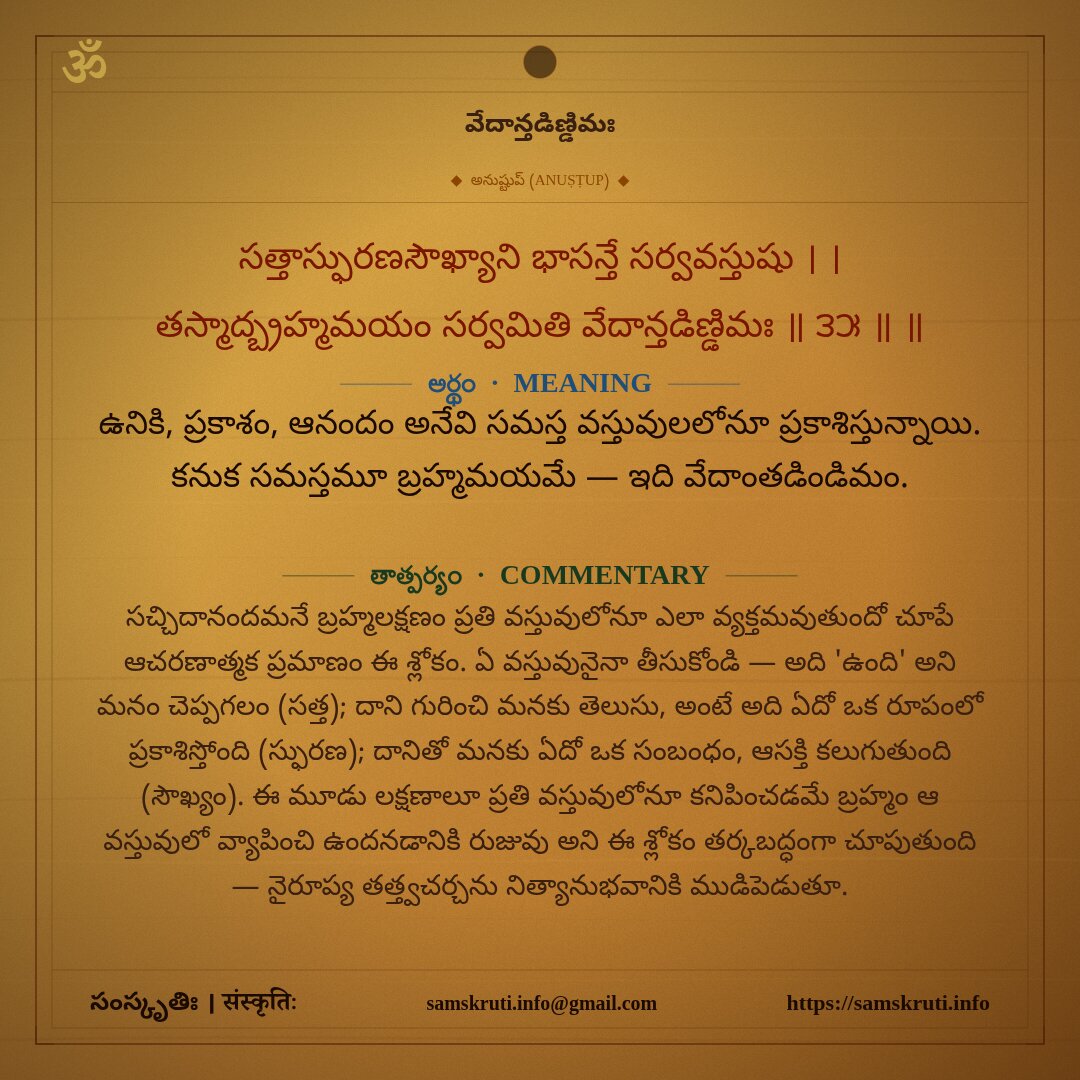 ॐ
వేదాన్తడిణ్డిమః
◆ అనుష్టుప్ (ANUṢṬUP) ◆
సత్తాస్ఫురణసౌఖ్యాని భాసన్తే సర్వవస్తుషు ।।
తస్మాద్బ్రహ్మమయం సర్వమితి వేదాన్తడిణ్డిమః ॥ ౩౫ ॥ ॥
అర్థం · MEANING
ఉనికి, ప్రకాశం, ఆనందం అనేవి సమస్త వస్తువులలోనూ ప్రకాశిస్తున్నాయి.
కనుక సమస్తమూ బ్రహ్మమయమే — ఇది వేదాంతడిండిమం.
తాత్పర్యం · COMMENTARY
సచ్చిదానందమనే బ్రహ్మలక్షణం ప్రతి వస్తువులోనూ ఎలా వ్యక్తమవుతుందో చూపే
ఆచరణాత్మక ప్రమాణం ఈ శ్లోకం. ఏ వస్తువునైనా తీసుకోండి — అది 'ఉంది' అని
మనం చెప్పగలం (సత్త); దాని గురించి మనకు తెలుసు, అంటే అది ఏదో ఒక రూపంలో
ప్రకాశిస్తోంది (స్ఫురణ); దానితో మనకు ఏదో ఒక సంబంధం, ఆసక్తి కలుగుతుంది
(సౌఖ్యం). ఈ మూడు లక్షణాలూ ప్రతి వస్తువులోనూ కనిపించడమే బ్రహ్మం ఆ
వస్తువులో వ్యాపించి ఉందనడానికి రుజువు అని ఈ శ్లోకం తర్కబద్ధంగా చూపుతుంది
— నైరూప్య తత్త్వచర్చను నిత్యానుభవానికి ముడిపెడుతూ.
సంస్కృతిః | संस्कृतिः samskruti.info@gmail.com https://samskruti.info